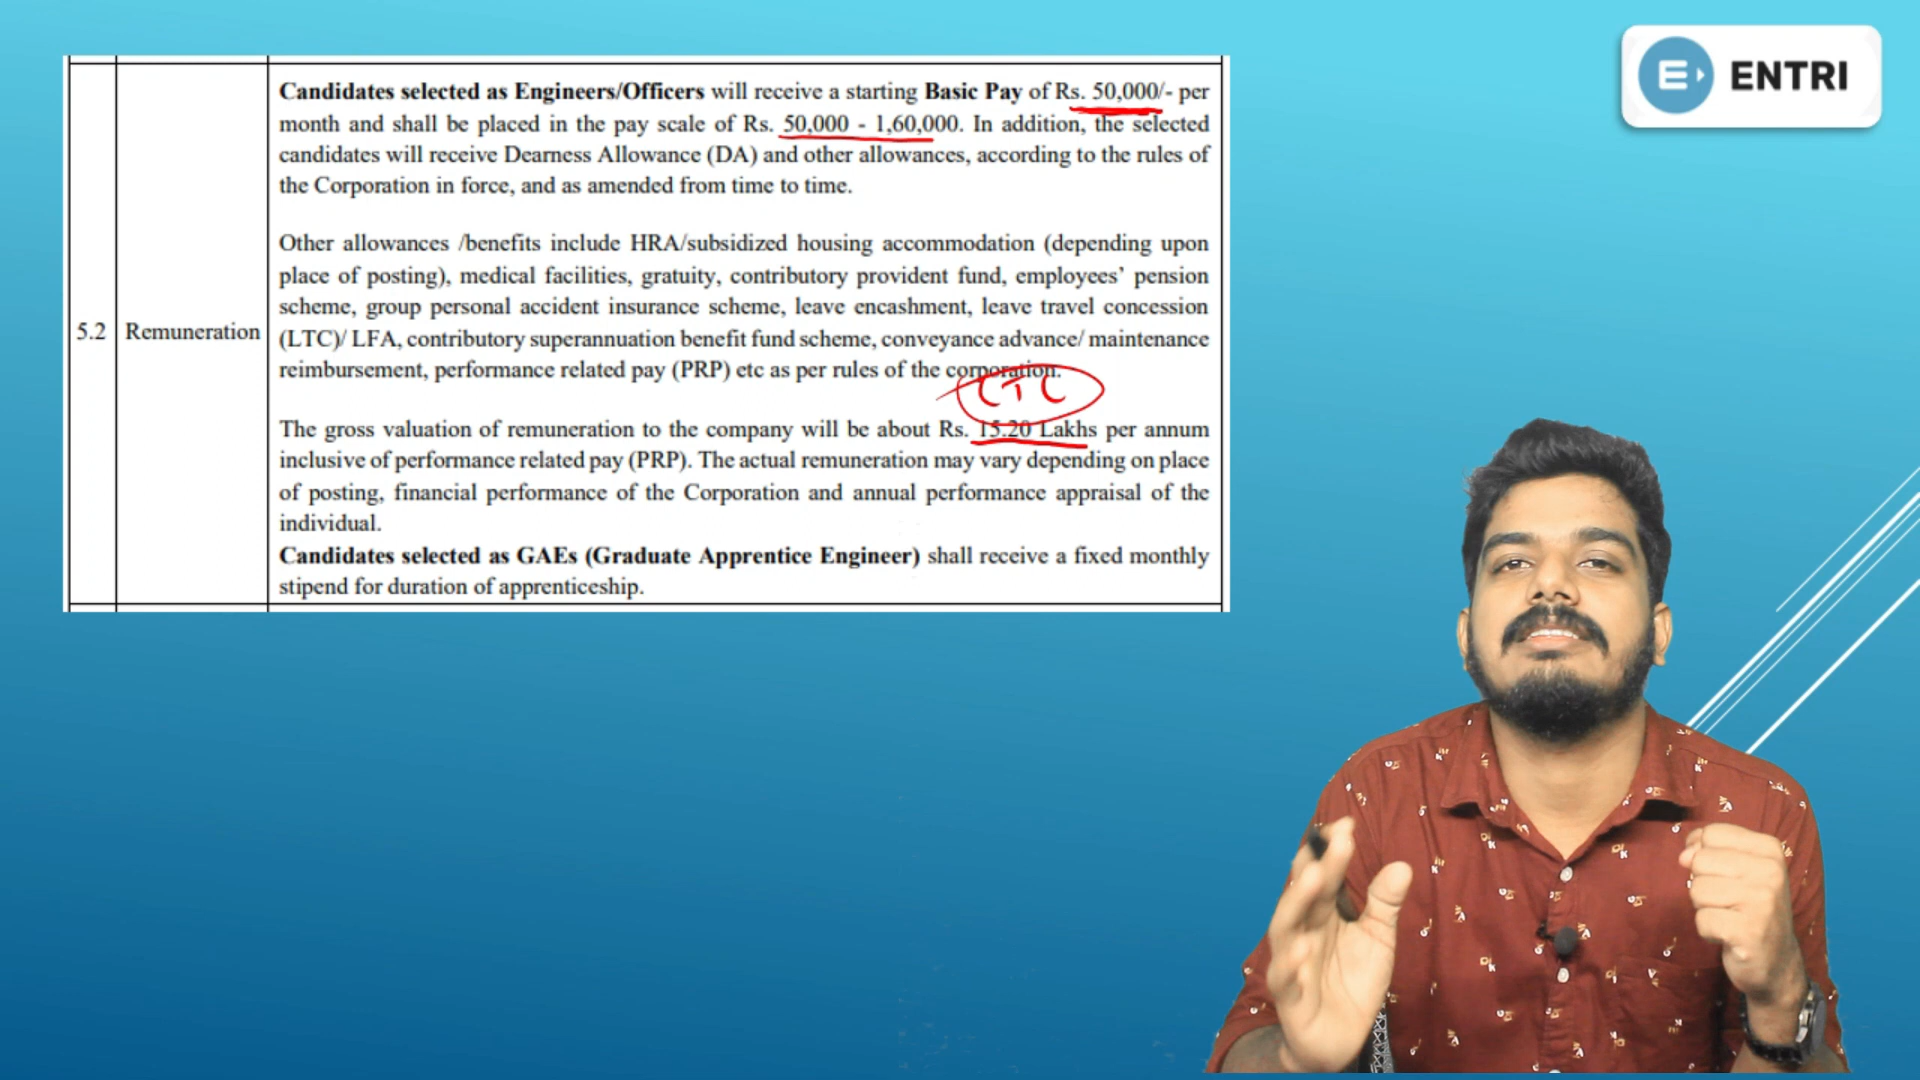 ENTRI
Candidates selected as Engineers/Officers will receive a starting Basic Pay of Rs. 50,000/- per
month and shall be placed in the pay scale of Rs. 50,000 - 1,60,000. In addition, the selected
candidates will receive Dearness Allowance (DA) and other allowances, according to the rules of
the Corporation in force, and as amended from time to time.
Other allowances /benefits include HRA/subsidized housing accommodation (depending upon
place of posting), medical facilities, gratuity, contributory provident fund, employees’ pension
scheme, group personal accident insurance scheme, leave encashment, leave travel concession
5.2 Remuneration
(LTC)/ LFA, contributory superannuation benefit fund scheme, conveyance advance/ maintenance
reimbursement, performance related pay (PRP) etc as per rules of the corporation.
CTC
The gross valuation of remuneration to the company will be about Rs. 15.20 Lakhs per annum
inclusive of performance related pay (PRP). The actual remuneration may vary depending on place
of posting, financial performance of the Corporation and annual performance appraisal of the
individual.
Candidates selected as GAEs (Graduate Apprentice Engineer) shall receive a fixed monthly
stipend for duration of apprenticeship.